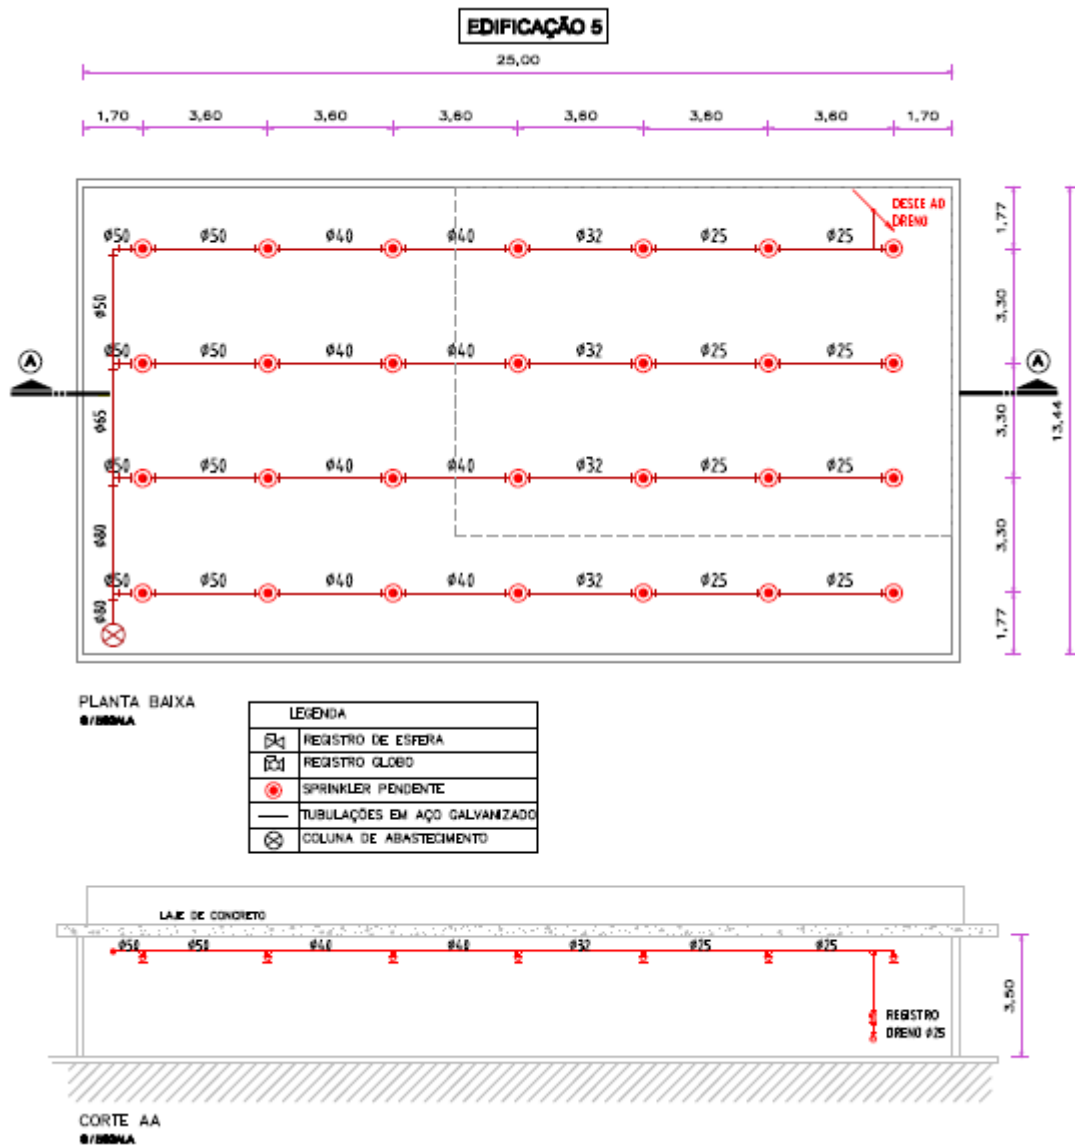 EDIFICAÇÃO 5
25,00
1,70 3,60 3,60 3,60 3,60 3,60 3,60 1,70
DESCE AO
DRENO
ø50 ø50 ø40 ø40 ø32 ø25 ø25
1,77
ø50
3,30
ø50 ø50 ø40 ø40 ø32 ø25 ø25
A A
ø65
3,30
13,44
ø50 ø50 ø40 ø40 ø32 ø25 ø25
ø80
3,30
ø50 ø50 ø40 ø40 ø32 ø25 ø25
ø80
1,77
PLANTA BAIXA
S/ESCALA
LEGENDA
REGISTRO DE ESFERA
REGISTRO GLOBO
SPRINKLER PENDENTE
TUBULAÇÕES EM AÇO GALVANIZADO
COLUNA DE ABASTECIMENTO
LAJE DE CONCRETO
ø50 ø50 ø40 ø40 ø32 ø25 ø25
3,50
REGISTRO
DRENO ø25
CORTE AA
S/ESCALA